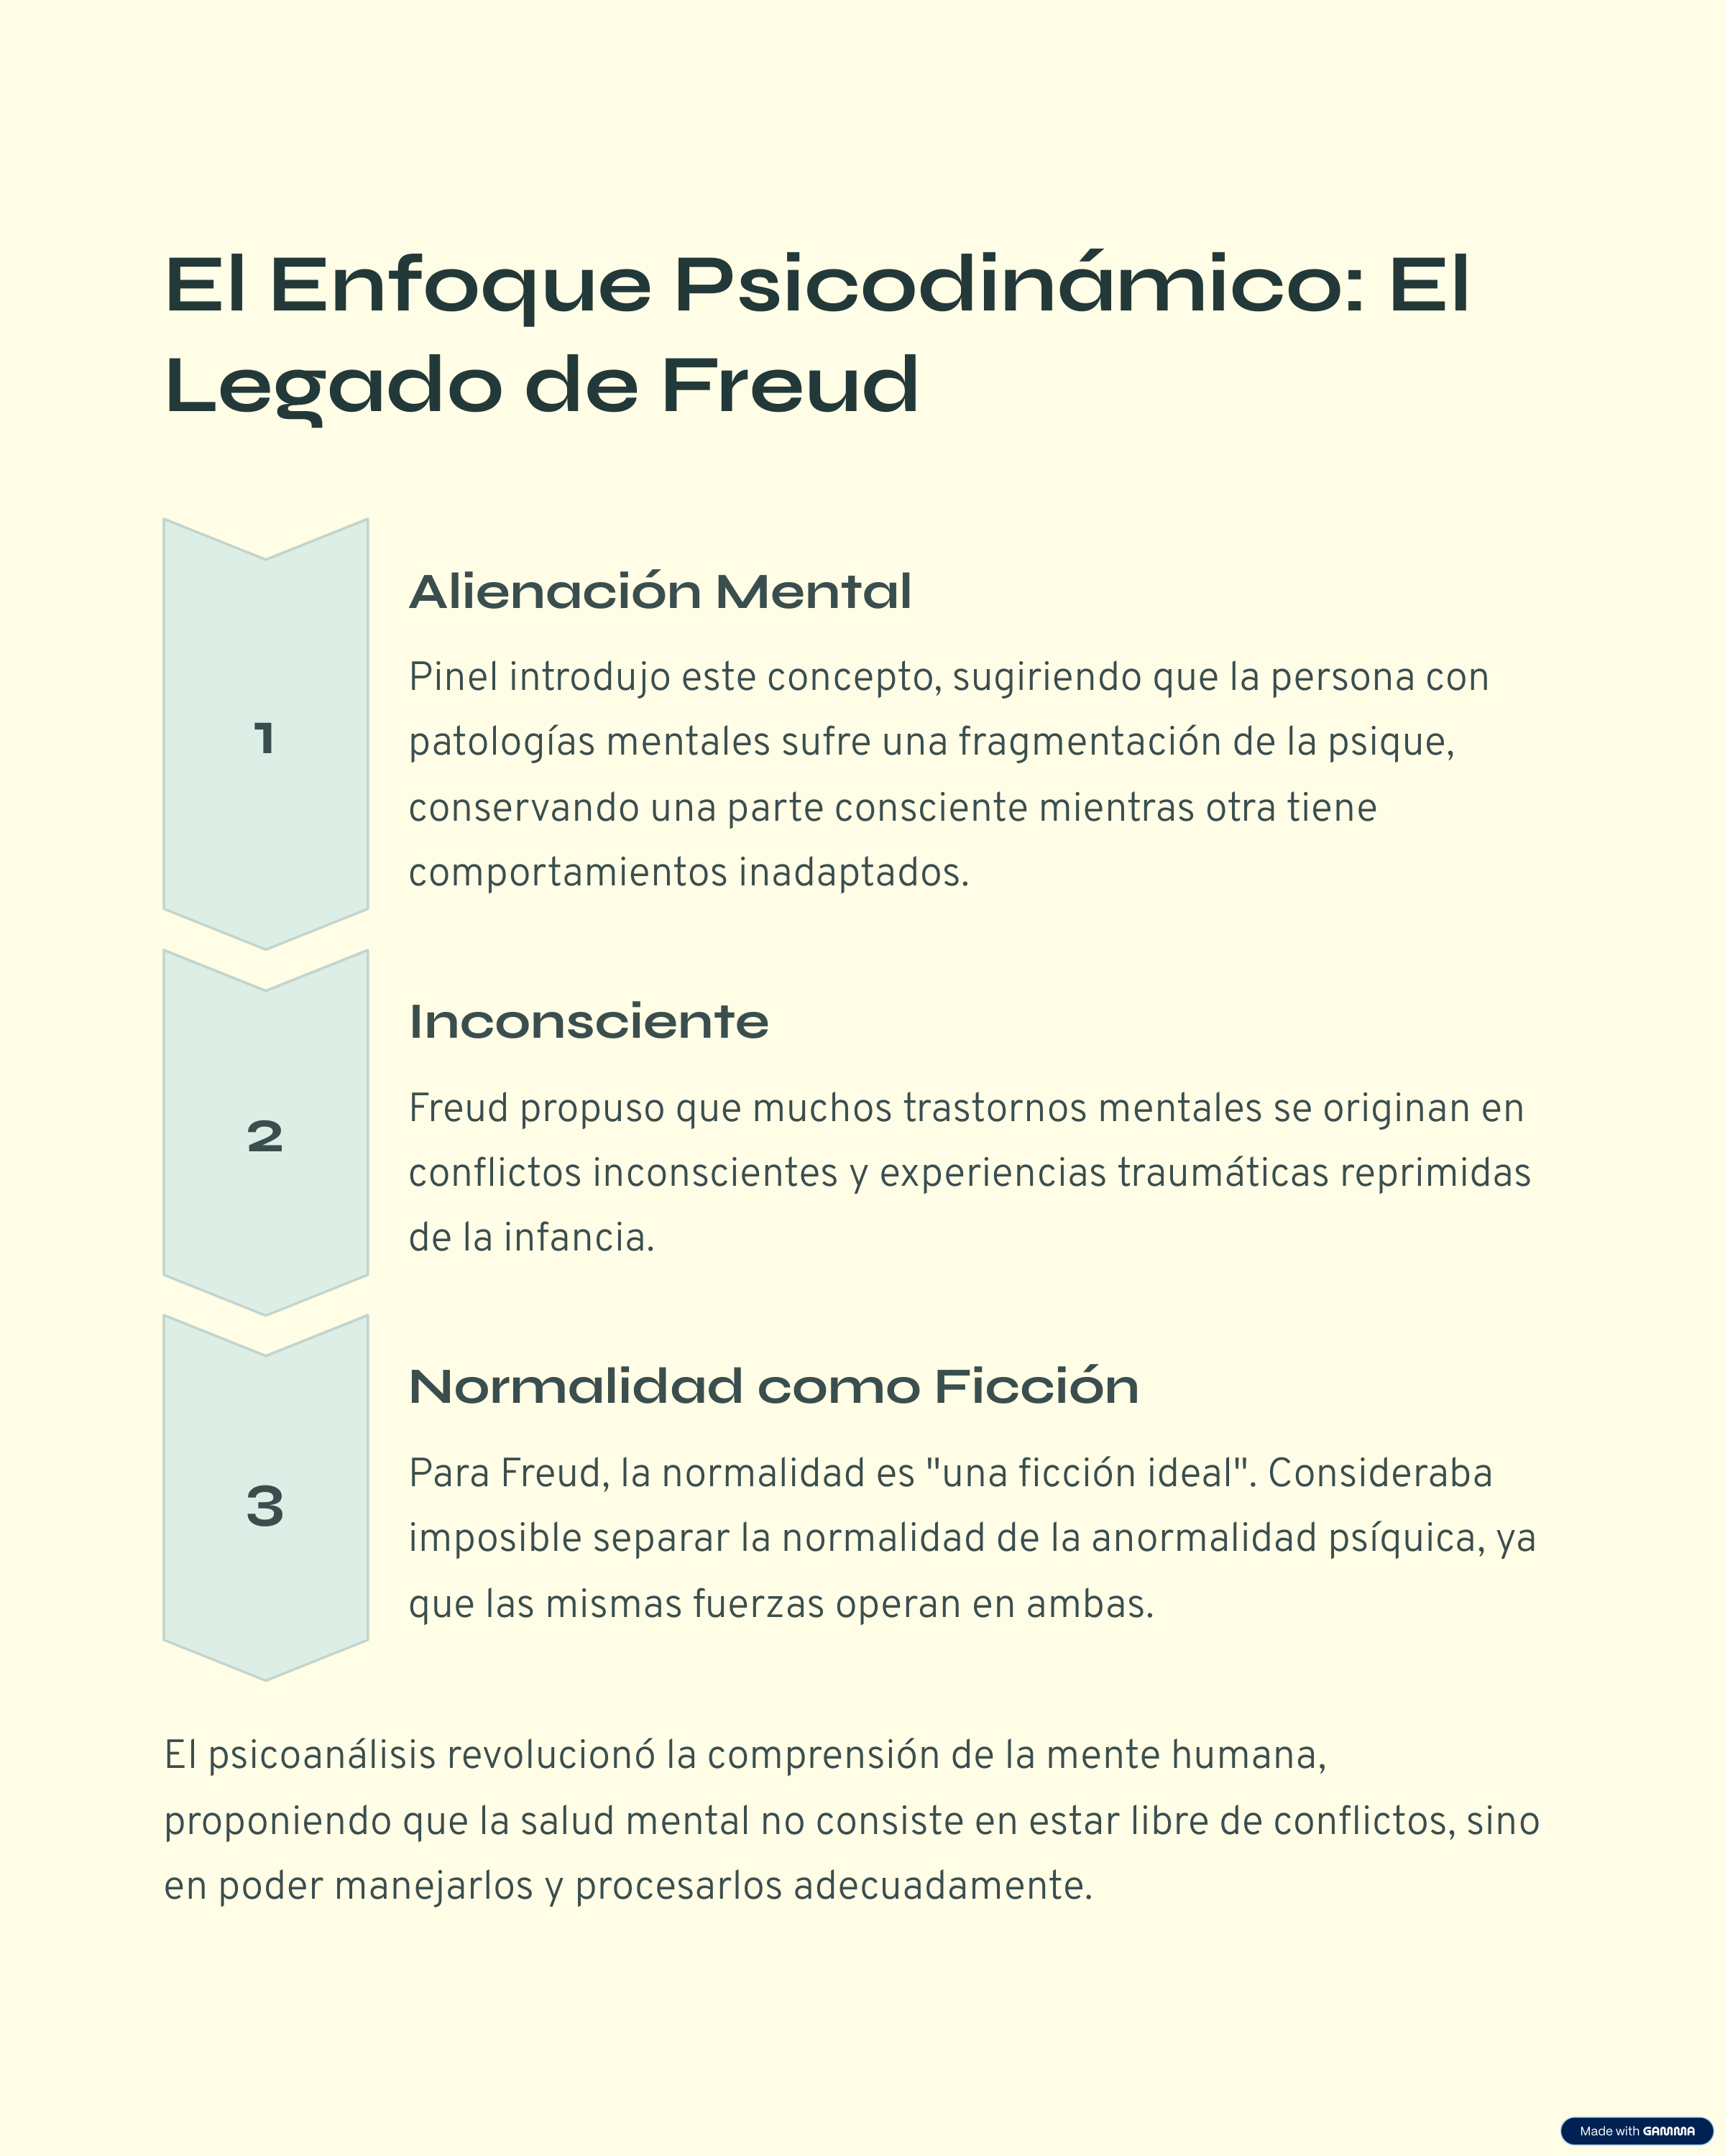 El Enfoque Psicodinámico: El
Legado de Freud
1
Alienación Mental
Pinel introdujo este concepto, sugiriendo que la persona con
patologías mentales sufre una fragmentación de la psique,
conservando una parte consciente mientras otra tiene
comportamientos inadaptados.
2
Inconsciente
Freud propuso que muchos trastornos mentales se originan en
conflictos inconscientes y experiencias traumáticas reprimidas
de la infancia.
3
Normalidad como Ficción
Para Freud, la normalidad es "una ficción ideal". Consideraba
imposible separar la normalidad de la anormalidad psíquica, ya
que las mismas fuerzas operan en ambas.
El psicoanálisis revolucionó la comprensión de la mente humana,
proponiendo que la salud mental no consiste en estar libre de conflictos, sino
en poder manejarlos y procesarlos adecuadamente.
Made with GAMMA